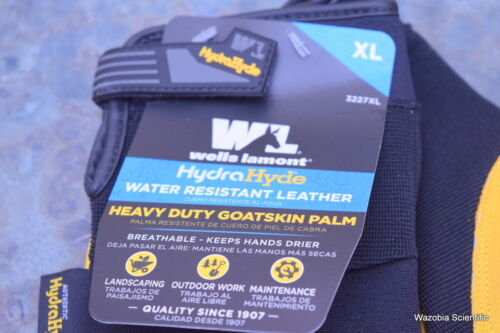 WL
HydraHyde
XL
3227XL
WL
wells lamont
HydraHyde
WATER RESISTANT LEATHER
CUERO RESISTENTE AL AGUA
HEAVY DUTY GOATSKIN PALM
PALMA RESISTENTE DE CUERO DE PIEL DE CABRA
BREATHABLE - KEEPS HANDS DRIER
DEJA PASAR EL AIRE: MANTIENE LAS MANOS MÁS SECAS
LANDSCAPING OUTDOOR WORK MAINTENANCE
TRABAJOS DE TRABAJO AL TRABAJOS DE
PAISAJISMO AIRE LIBRE MANTENIMIENTO
QUALITY SINCE 1907
CALIDAD DESDE 1907
AUTHENTIC
HydraHyde
Wazobia Scientific